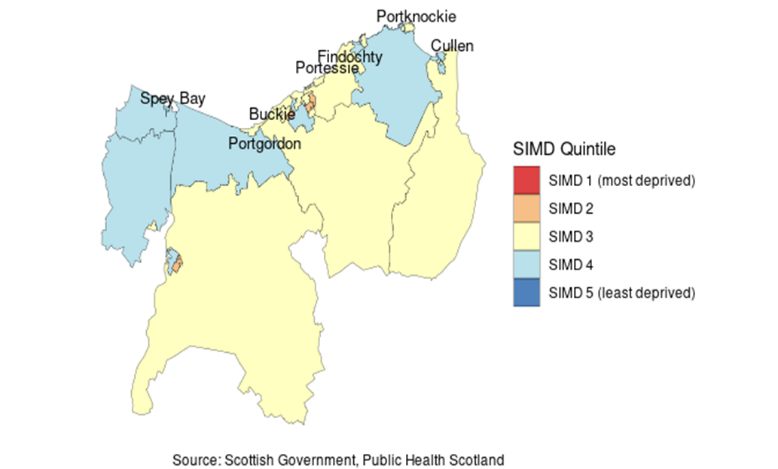 Portknockie
Cullen
Findochty
Portessie
Spey Bay
Buckie
Portgordon
SIMD Quintile
SIMD 1 (most deprived)
SIMD 2
SIMD 3
SIMD 4
SIMD 5 (least deprived)
Source: Scottish Government, Public Health Scotland